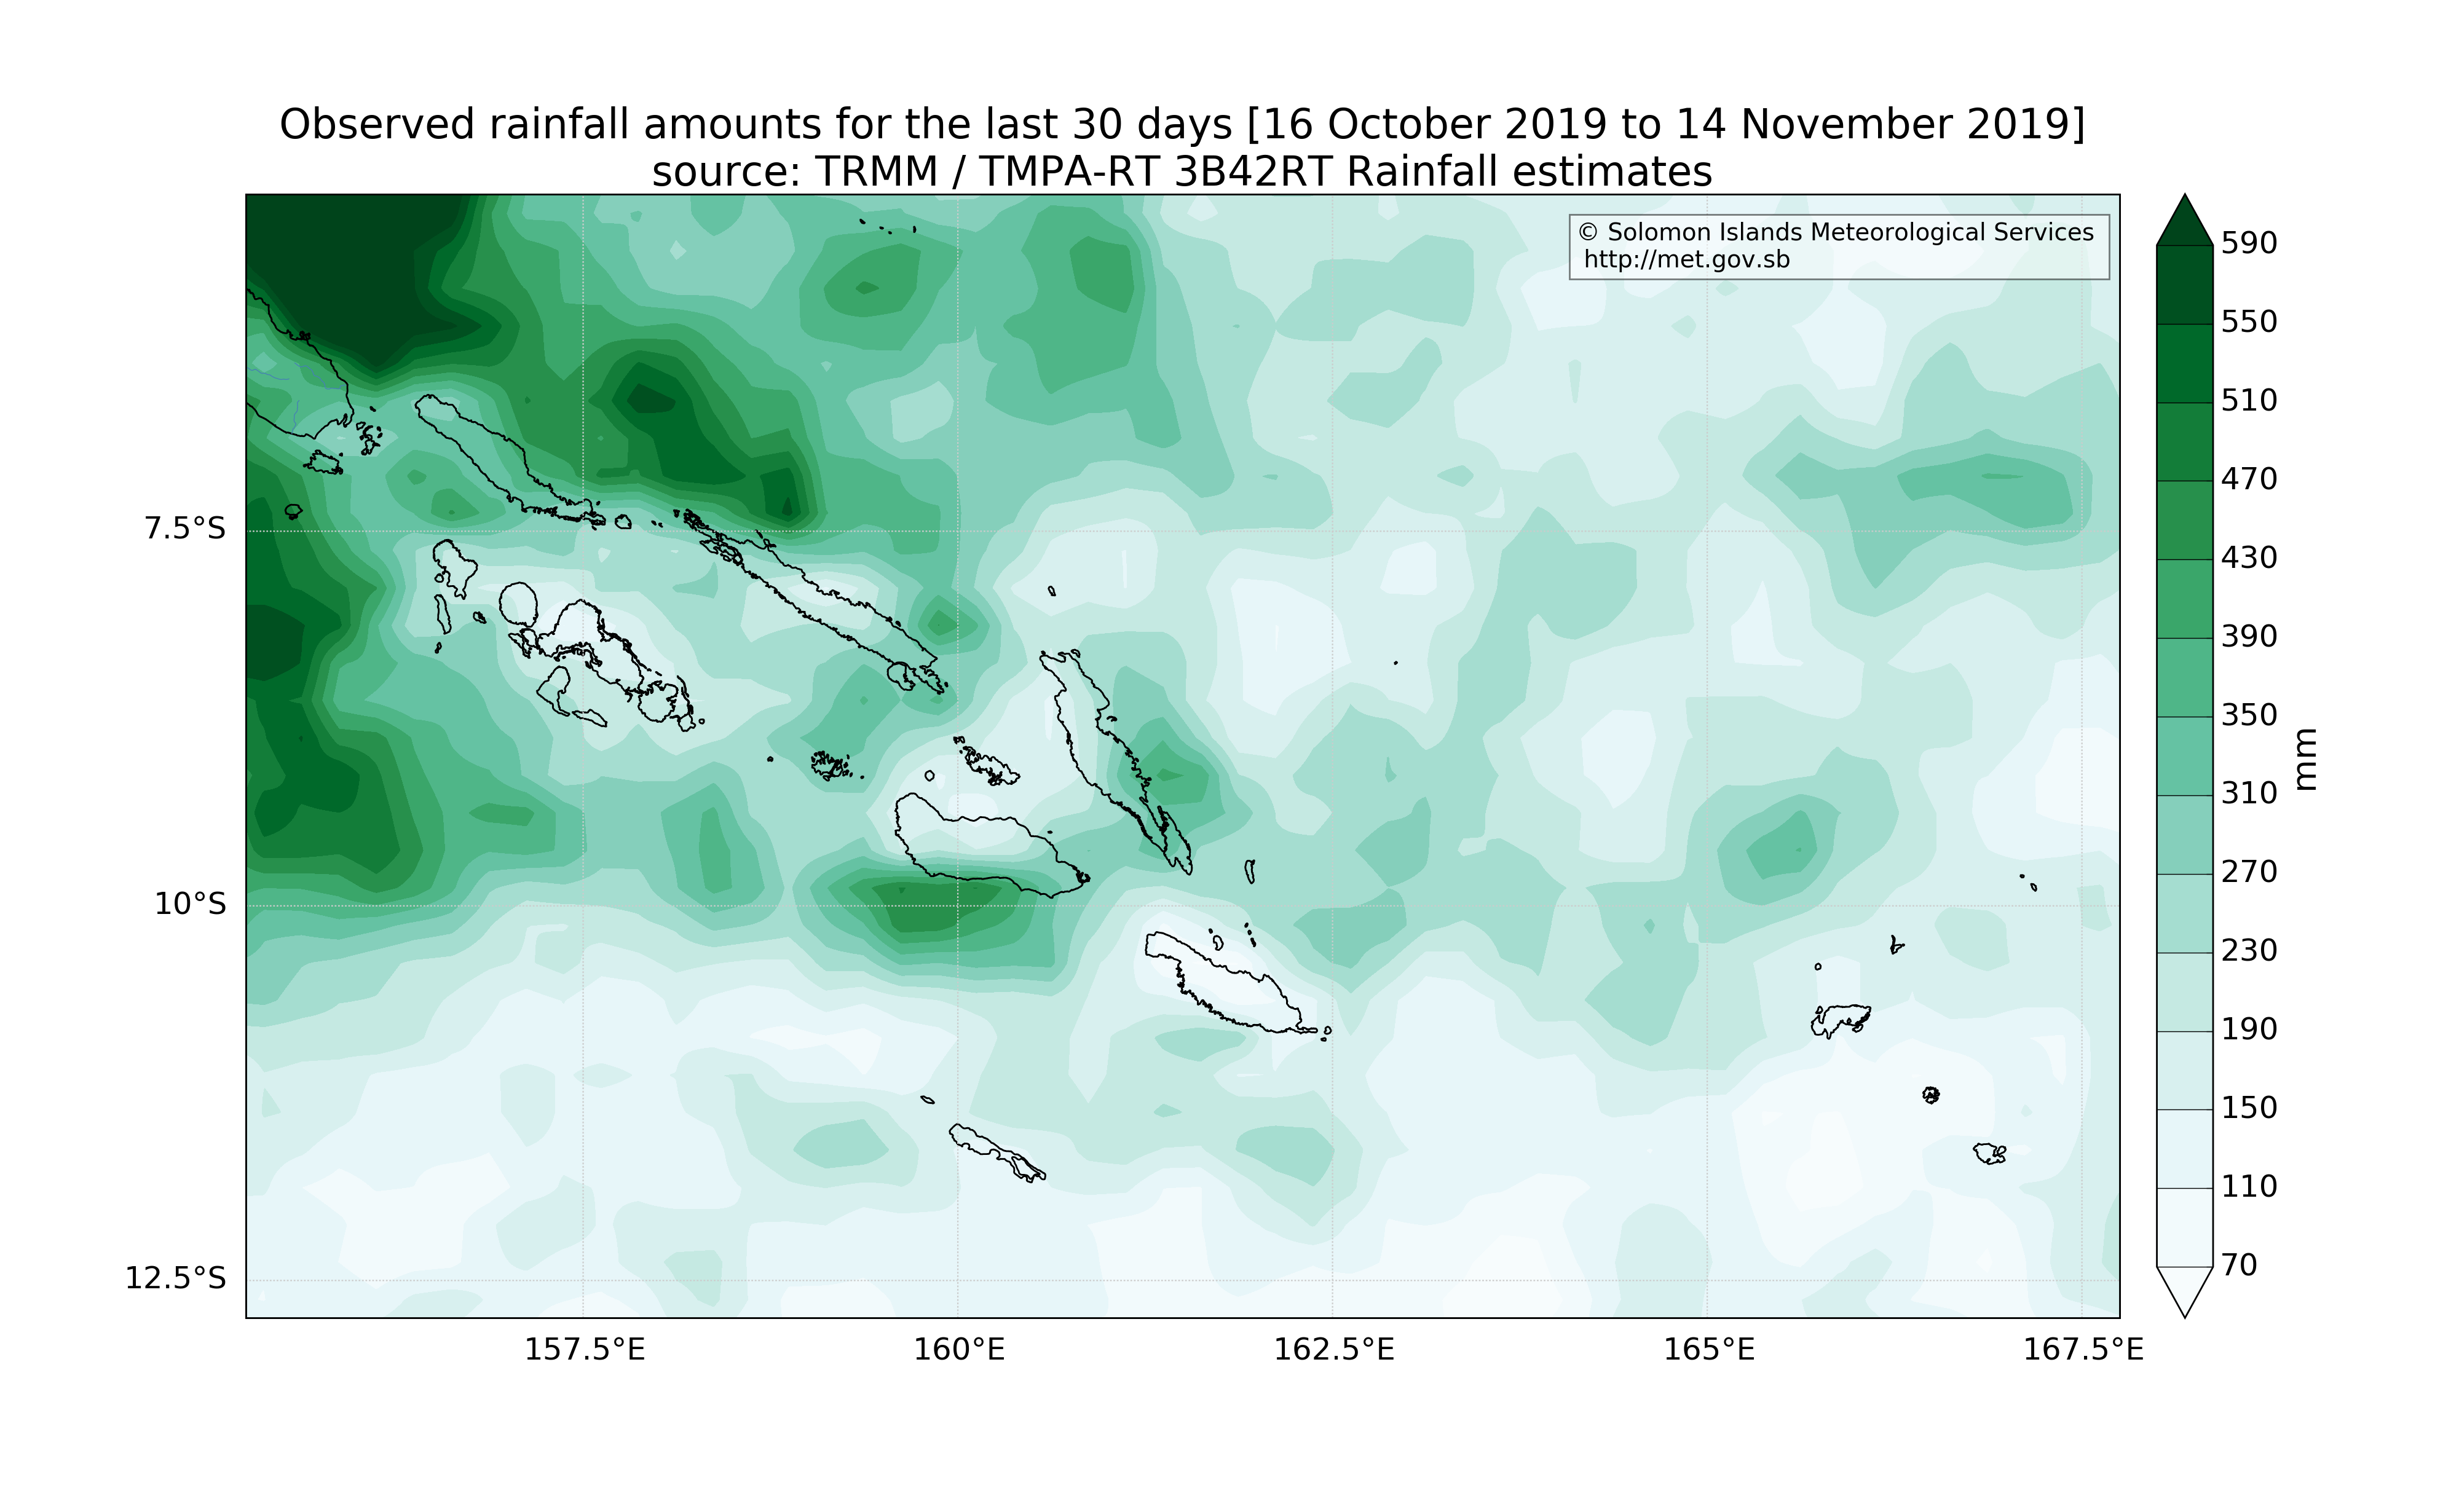 Observed rainfall amounts for the last 30 days [16 October 2019 to 14 November 2019]
source: TRMM / TMPA-RT 3B42RT Rainfall estimates
© Solomon Islands Meteorological Services
http://met.gov.sb
7.5°S
10°S
12.5°S
157.5°E
160°E
162.5°E
165°E
167.5°E
590
550
510
470
430
390
350
310
270
230
190
150
110
70
mm